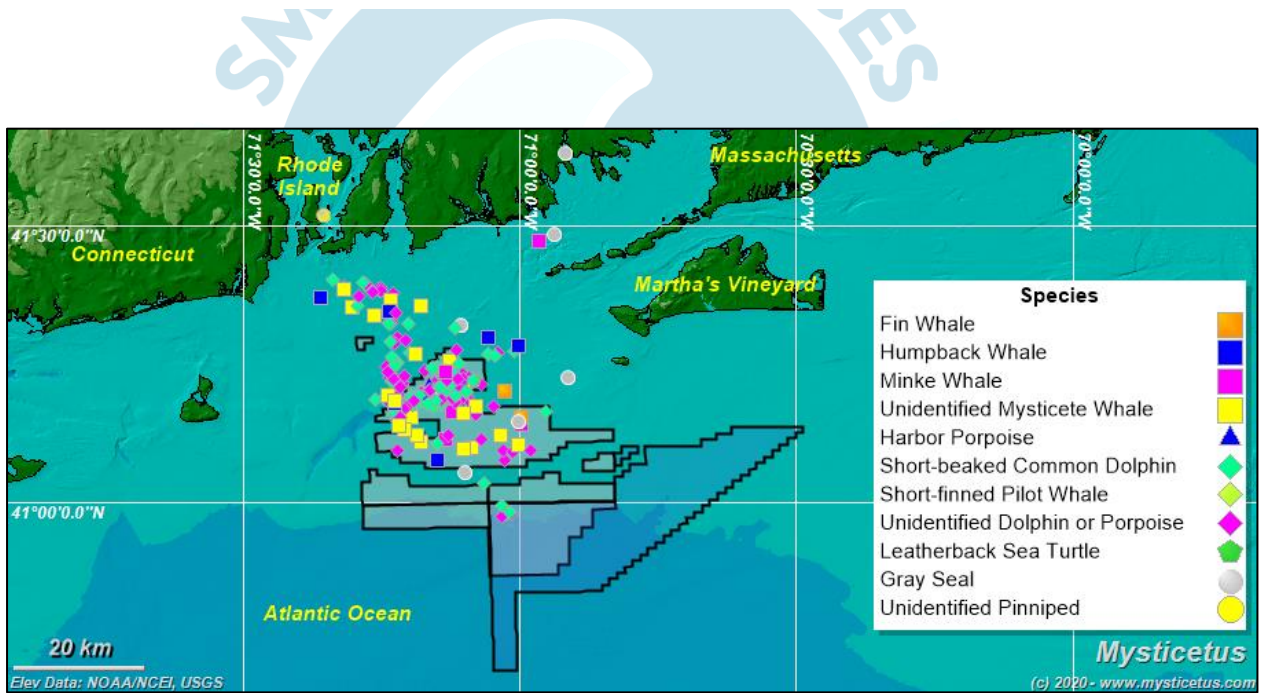 71°30'0.0"W
71°00'0.0"W
70°30'0.0"W
70°00'0.0"W
Rhode
Island
Massachusetts
41°30'0.0"N
Connecticut
Martha's Vineyard
Species
Fin Whale
Humpback Whale
Minke Whale
Unidentified Mysticete Whale
Harbor Porpoise
Short-beaked Common Dolphin
Short-finned Pilot Whale
Unidentified Dolphin or Porpoise
Leatherback Sea Turtle
Gray Seal
Unidentified Pinniped
41°00'0.0"N
Atlantic Ocean
20 km
Elev Data: NOAA/NCEI, USGS
Mysticetus
(c) 2020 - www.mysticetus.com